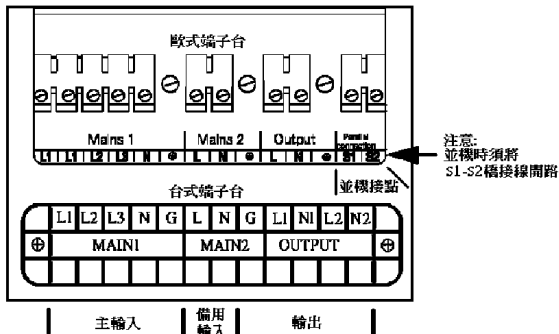 歐式端子台
Mains 1 Mains 2 Output Parallel connection
L1 L1 L2 L3 N ⊕ L N ⊕ L N ⊕ S1 S2
注意:
並機時須將
S1-S2橋接線開路
並機接點
台式端子台
L1 L2 L3 N G L N G L1 N1 L2 N2
MAIN1 MAIN2 OUTPUT
主輸入 備用輸入 輸出